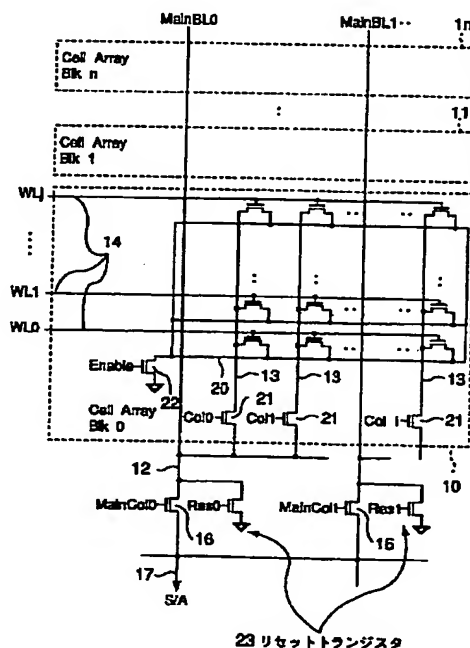 MainBL0 MainBL1‥ 1n
Cell Array
Blk n
11
Cell Array
Blk 1
WLj
14
WL1
WL0
Enable
22 20 13 13 13
21 21
Cell Array
Blk 0
Col0 Col1 Col i 21
12 10
MainCol0 Res0 MainCol1 Res1
16 16
17
S/A
23 リセットトランジスタ